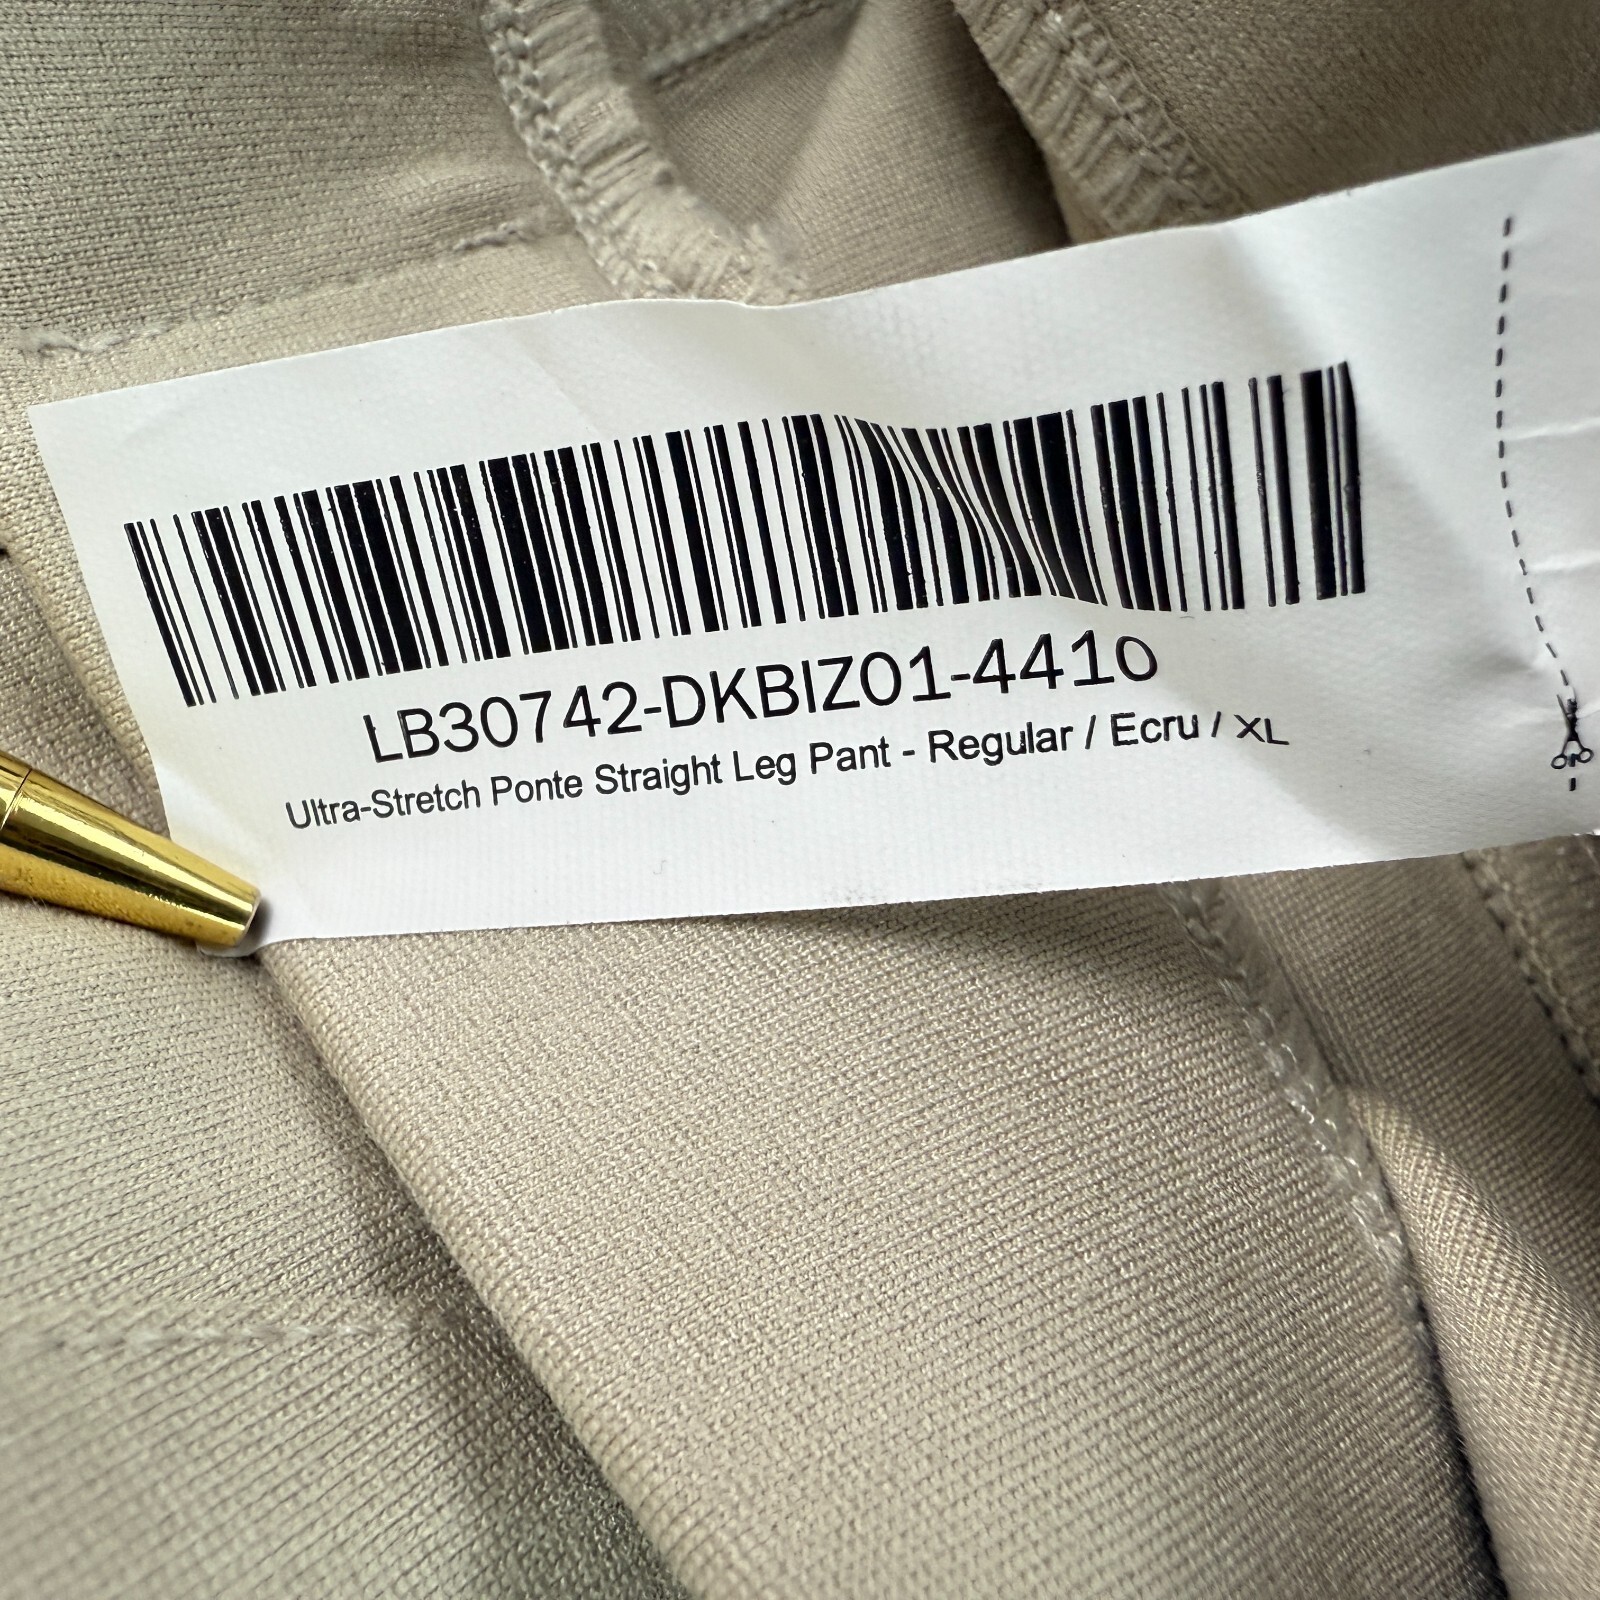 LB30742-DKBIZ01-4410
Ultra-Stretch Ponte Straight Leg Pant - Regular / Ecru / XL